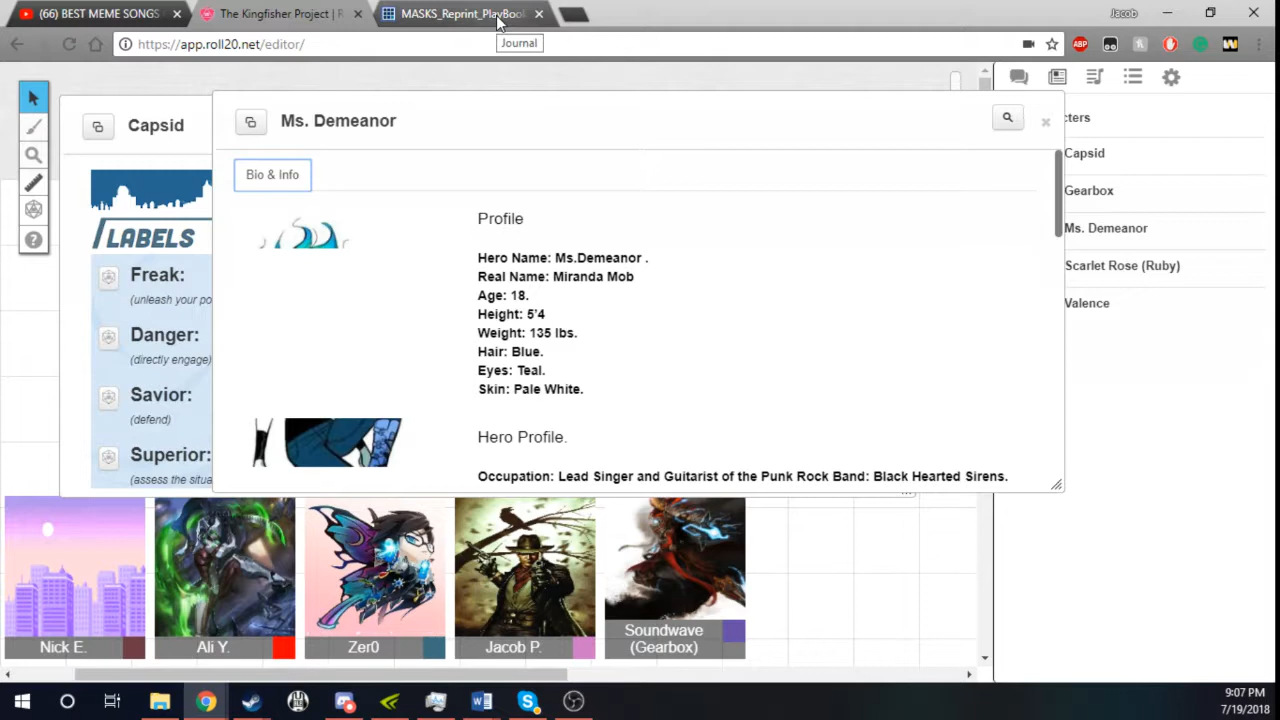 (66) BEST MEME SONGS
The Kingfisher Project | R
MASKS_Reprint_PlayBook
Jacob
https://app.roll20.net/editor/
Journal
ABP
Capsid
Ms. Demeanor
cters
Capsid
Gearbox
Ms. Demeanor
Scarlet Rose (Ruby)
Valence
Bio & Info
LABELS
Freak:
(unleash your po
Danger:
(directly engage)
Savior:
(defend)
Superior:
(assess the situa
Profile
Hero Name: Ms.Demeanor .
Real Name: Miranda Mob
Age: 18.
Height: 5'4
Weight: 135 lbs.
Hair: Blue.
Eyes: Teal.
Skin: Pale White.
Hero Profile.
Occupation: Lead Singer and Guitarist of the Punk Rock Band: Black Hearted Sirens.
Nick E.
Ali Y.
Zer0
Jacob P.
Soundwave
(Gearbox)
9:07 PM
7/19/2018